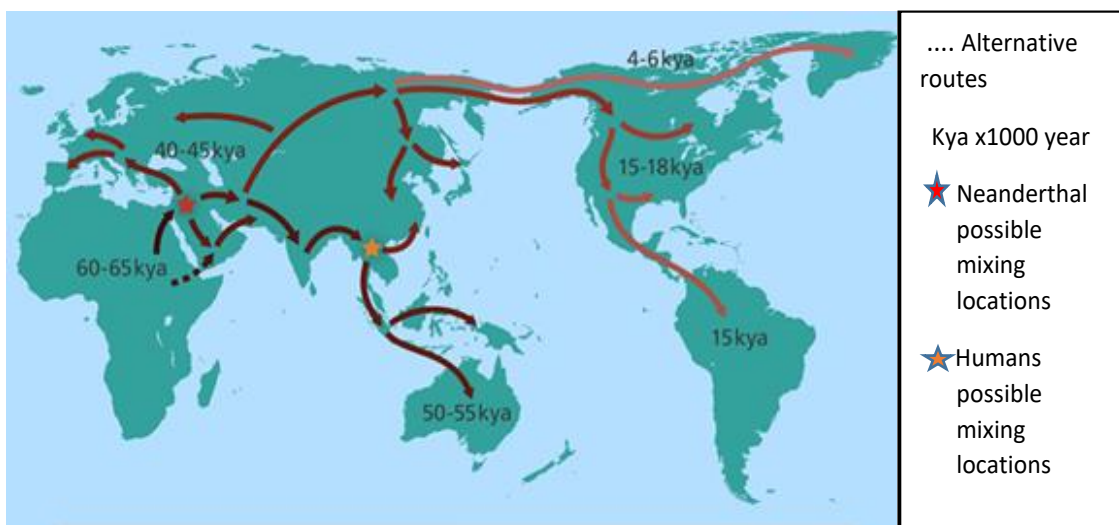 4-6kya
40-45kya
15-18kya
60-65kya
15kya
50-55kya
.... Alternative
routes
Kya x1000 year
Neanderthal
possible
mixing
locations
Humans
possible
mixing
locations